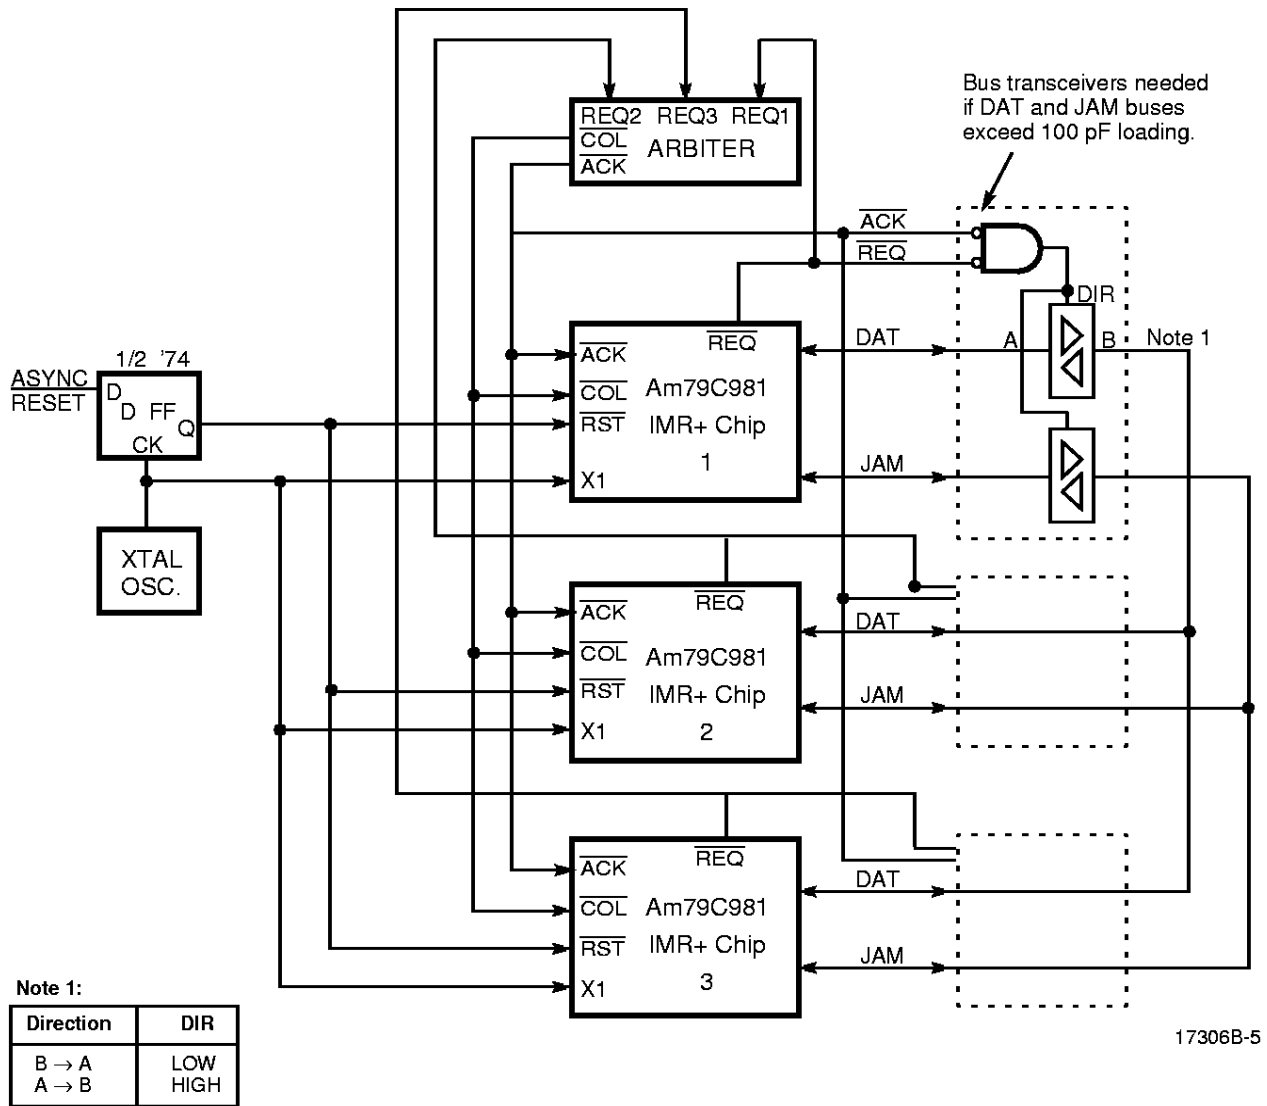 Bus transceivers needed
if DAT and JAM buses
exceed 100 pF loading.
REQ2 REQ3 REQ1
COL
ARBITER
ACK
ACK
REQ
DIR
REQ
DAT
A
B
Note 1
ACK
COL
RST
X1
Am79C981
IMR+ Chip
1
JAM
1/2 '74
ASYNC
RESET
D
D FF
Q
CK
XTAL
OSC.
REQ
ACK
COL
RST
X1
Am79C981
IMR+ Chip
2
DAT
JAM
REQ
ACK
COL
RST
X1
Am79C981
IMR+ Chip
3
DAT
JAM
Note 1:
Direction DIR
B → A LOW
A → B HIGH
17306B-5